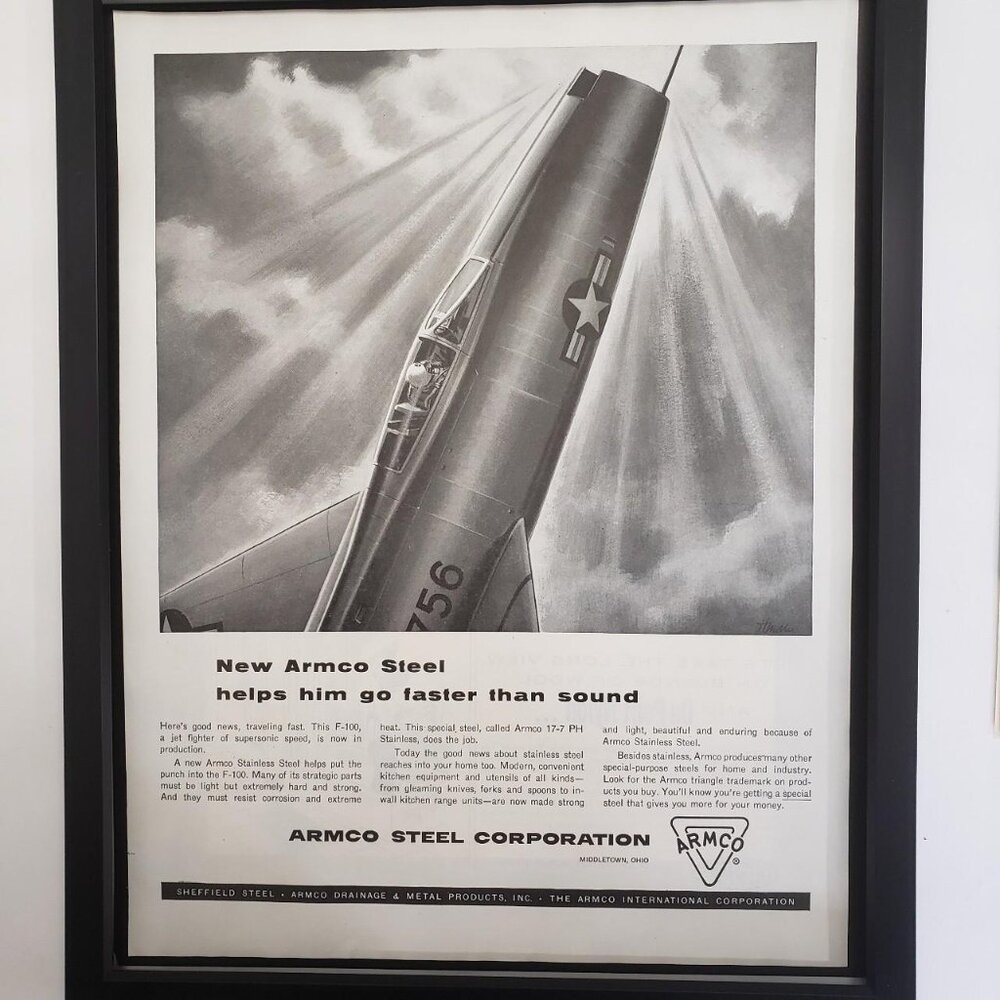 756
New Armco Steel
helps him go faster than sound
Here's good news, traveling fast. This F-100,
a jet fighter of supersonic speed, is now in
production.
A new Armco Stainless Steel helps put the
punch into the F-100. Many of its strategic parts
must be light but extremely hard and strong.
And they must resist corrosion and extreme
heat. This special steel, called Armco 17-7 PH
Stainless, does the job.
Today the good news about stainless steel
reaches into your home too. Modern, convenient
kitchen equipment and utensils of all kinds—
from gleaming knives, forks and spoons to in-
wall kitchen range units—are now made strong
and light, beautiful and enduring because of
Armco Stainless Steel.
Besides stainless, Armco produces many other
special-purpose steels for home and industry.
Look for the Armco triangle trademark on prod-
ucts you buy. You'll know you're getting a special
steel that gives you more for your money.
ARMCO STEEL CORPORATION
MIDDLETOWN, OHIO
ARMCO ®
SHEFFIELD STEEL • ARMCO DRAINAGE & METAL PRODUCTS, INC. • THE ARMCO INTERNATIONAL CORPORATION